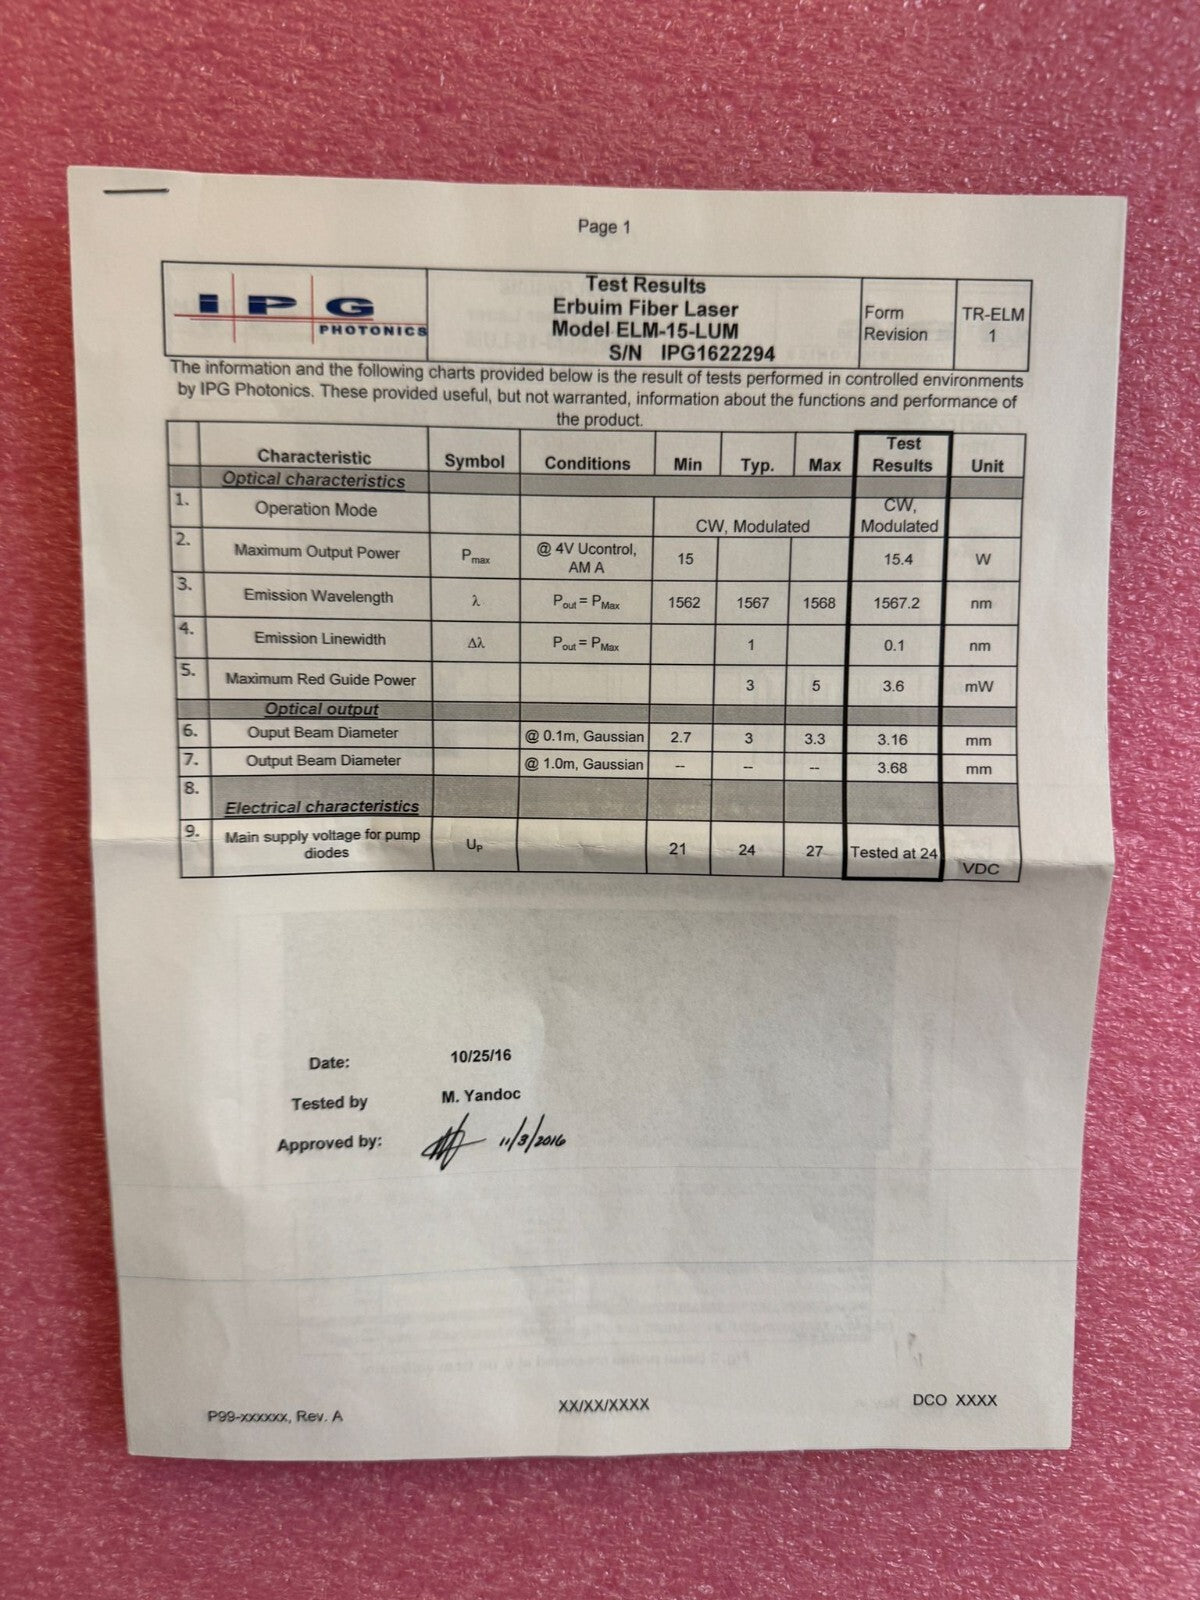 Page 1
IPG
PHOTONICS
Test Results
Erbuim Fiber Laser
Model ELM-15-LUM
S/N IPG1622294
Form
Revision
TR-ELM
1
The information and the following charts provided below is the result of tests performed in controlled environments
by IPG Photonics. These provided useful, but not warranted, information about the functions and performance of
the product.
Characteristic Symbol Conditions Min Typ. Max Test Results Unit
Optical characteristics
1. Operation Mode CW, Modulated CW, Modulated
2. Maximum Output Power Pmax @ 4V Ucontrol, AM A 15 15.4 W
3. Emission Wavelength λ Pout = PMax 1562 1567 1568 1567.2 nm
4. Emission Linewidth Δλ Pout = PMax 1 0.1 nm
5. Maximum Red Guide Power 3 5 3.6 mW
Optical output
6. Ouput Beam Diameter @ 0.1m, Gaussian 2.7 3 3.3 3.16 mm
7. Output Beam Diameter @ 1.0m, Gaussian -- -- -- 3.68 mm
8. Electrical characteristics
9. Main supply voltage for pump diodes UP 21 24 27 Tested at 24 VDC
Date: 10/25/16
Tested by M. Yandoc
Approved by: 11/3/2016
P99-xxxxxx, Rev. A XX/XX/XXXX DCO XXXX